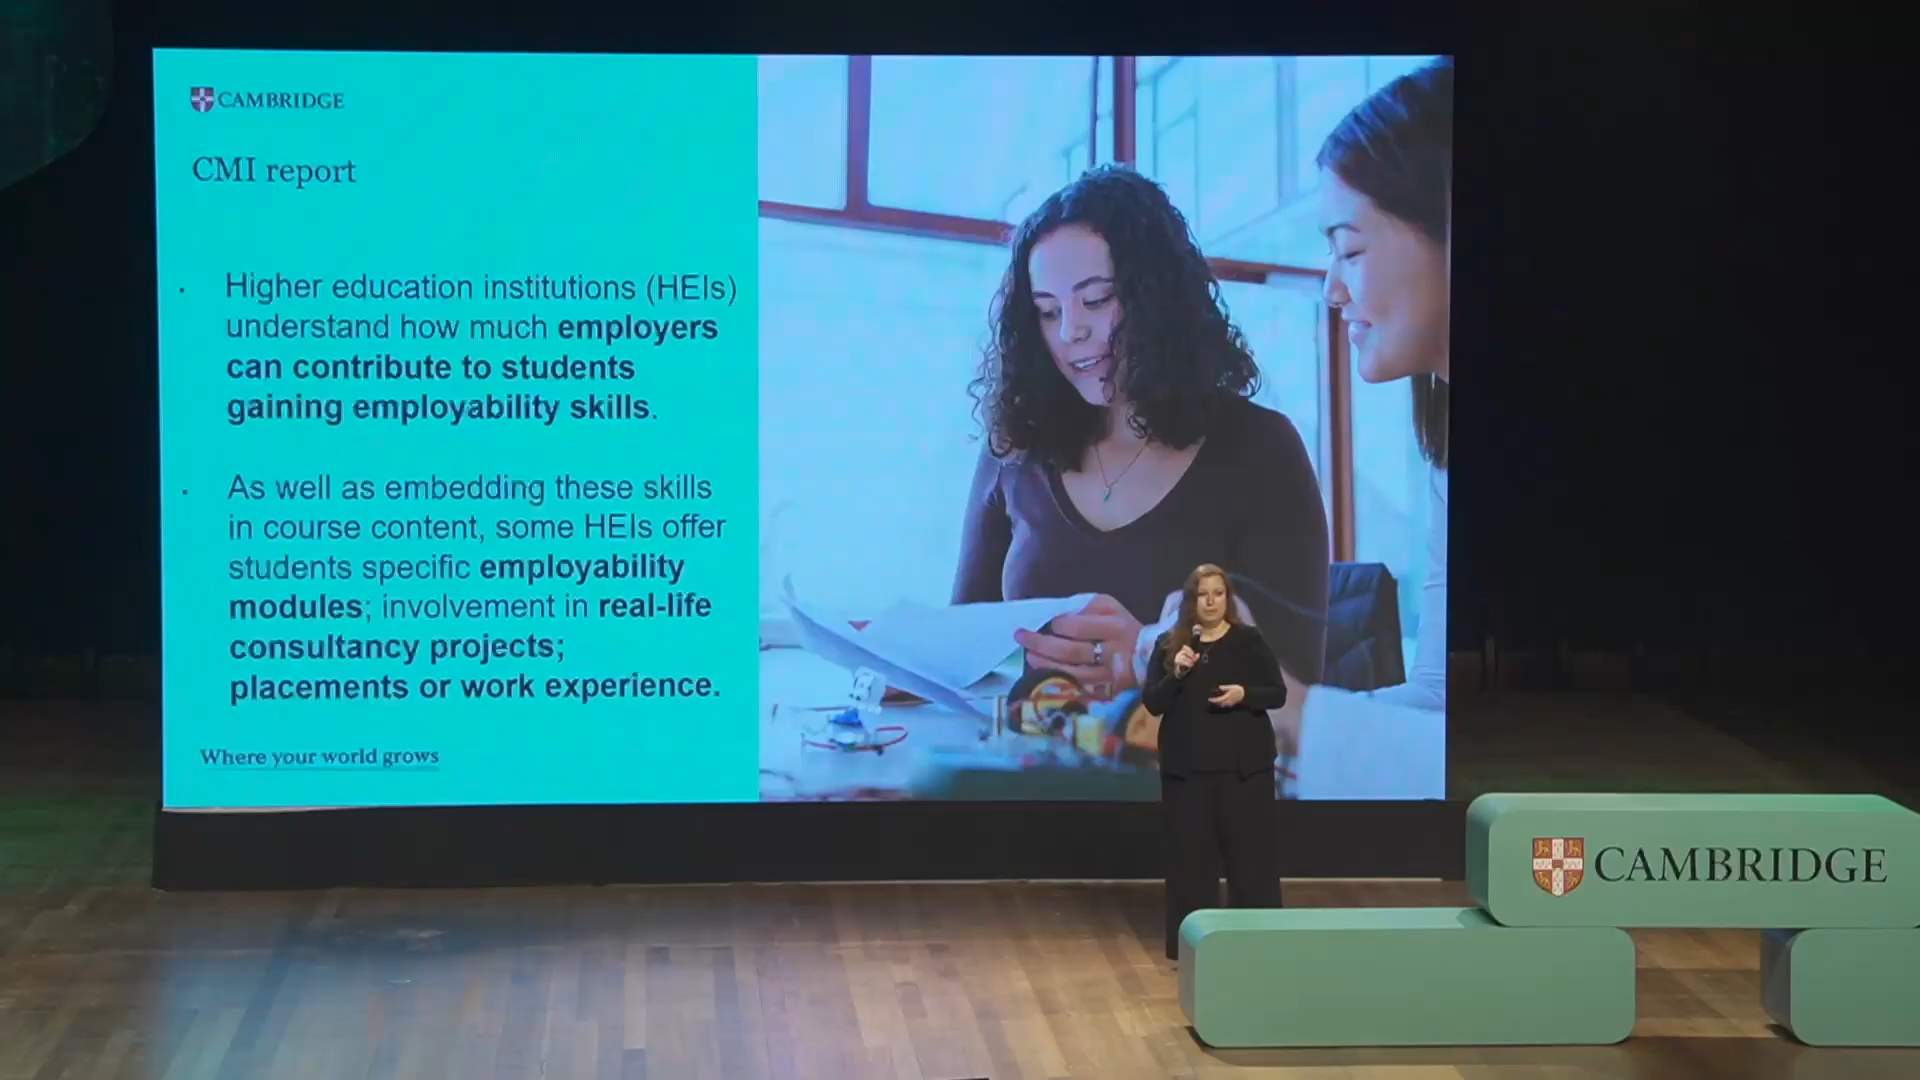 CAMBRIDGE
CMI report
· Higher education institutions (HEIs)
understand how much employers
can contribute to students
gaining employability skills.
· As well as embedding these skills
in course content, some HEIs offer
students specific employability
modules; involvement in real-life
consultancy projects;
placements or work experience.
Where your world grows
CAMBRIDGE